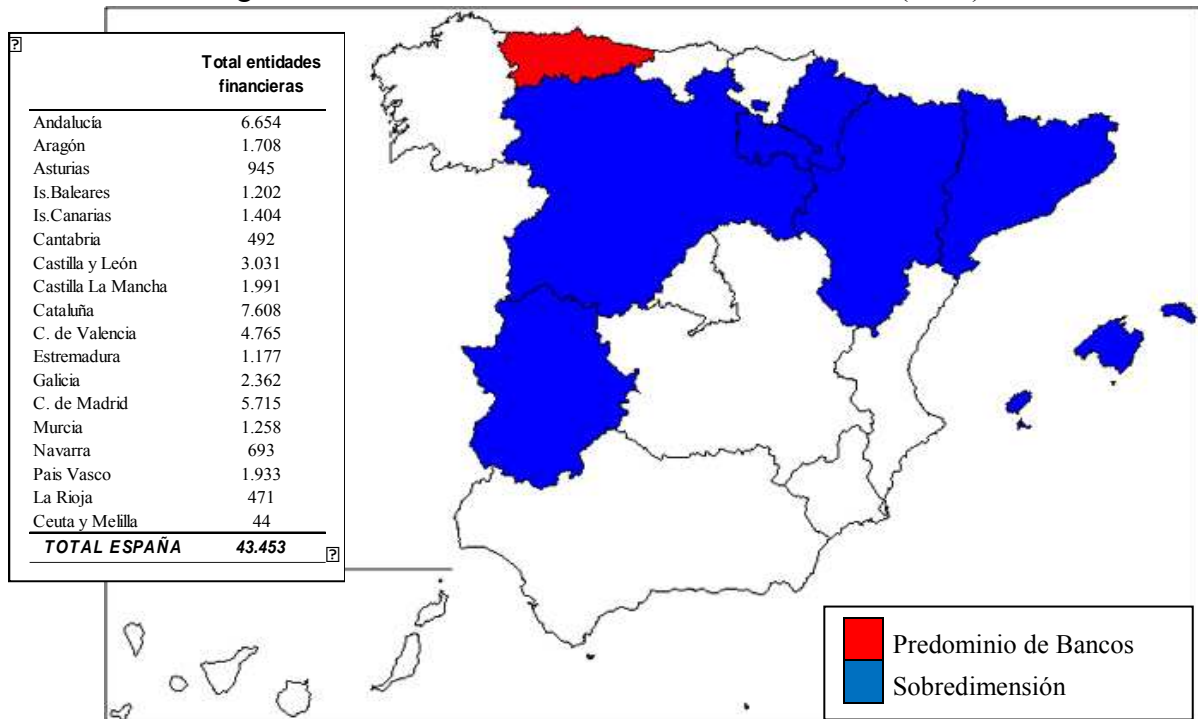 Total entidades
financieras
Andalucía 6.654
Aragón 1.708
Asturias 945
Is.Baleares 1.202
Is.Canarias 1.404
Cantabria 492
Castilla y León 3.031
Castilla La Mancha 1.991
Cataluña 7.608
C. de Valencia 4.765
Estremadura 1.177
Galicia 2.362
C. de Madrid 5.715
Murcia 1.258
Navarra 693
Pais Vasco 1.933
La Rioja 471
Ceuta y Melilla 44
TOTAL ESPAÑA 43.453
Predominio de Bancos
Sobredimensión